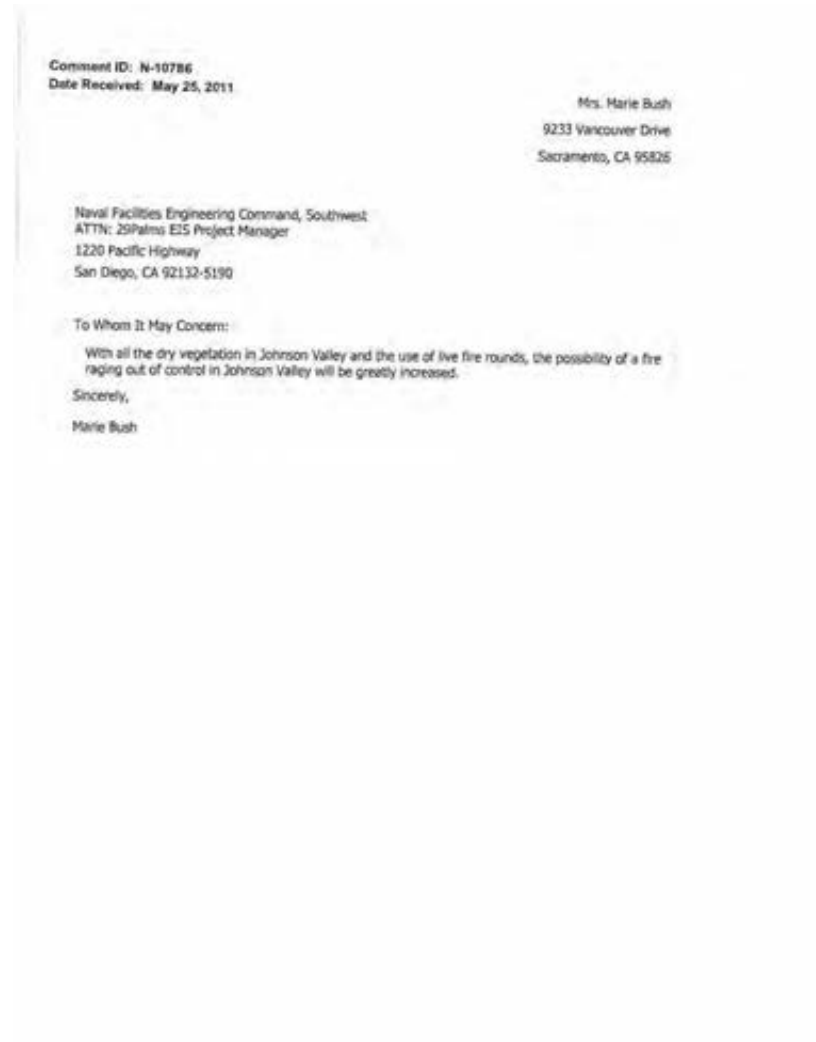 Comment ID: N-10786
Date Received: May 25, 2011
Mrs. Marie Bush
9233 Vancouver Drive
Sacramento, CA 95826
Naval Facilities Engineering Command, Southwest
ATTN: 29Palms EIS Project Manager
1220 Pacific Highway
San Diego, CA 92132-5190
To Whom It May Concern:
With all the dry vegetation in Johnson Valley and the use of live fire rounds, the possibility of a fire
raging out of control in Johnson Valley will be greatly increased.
Sincerely,
Marie Bush